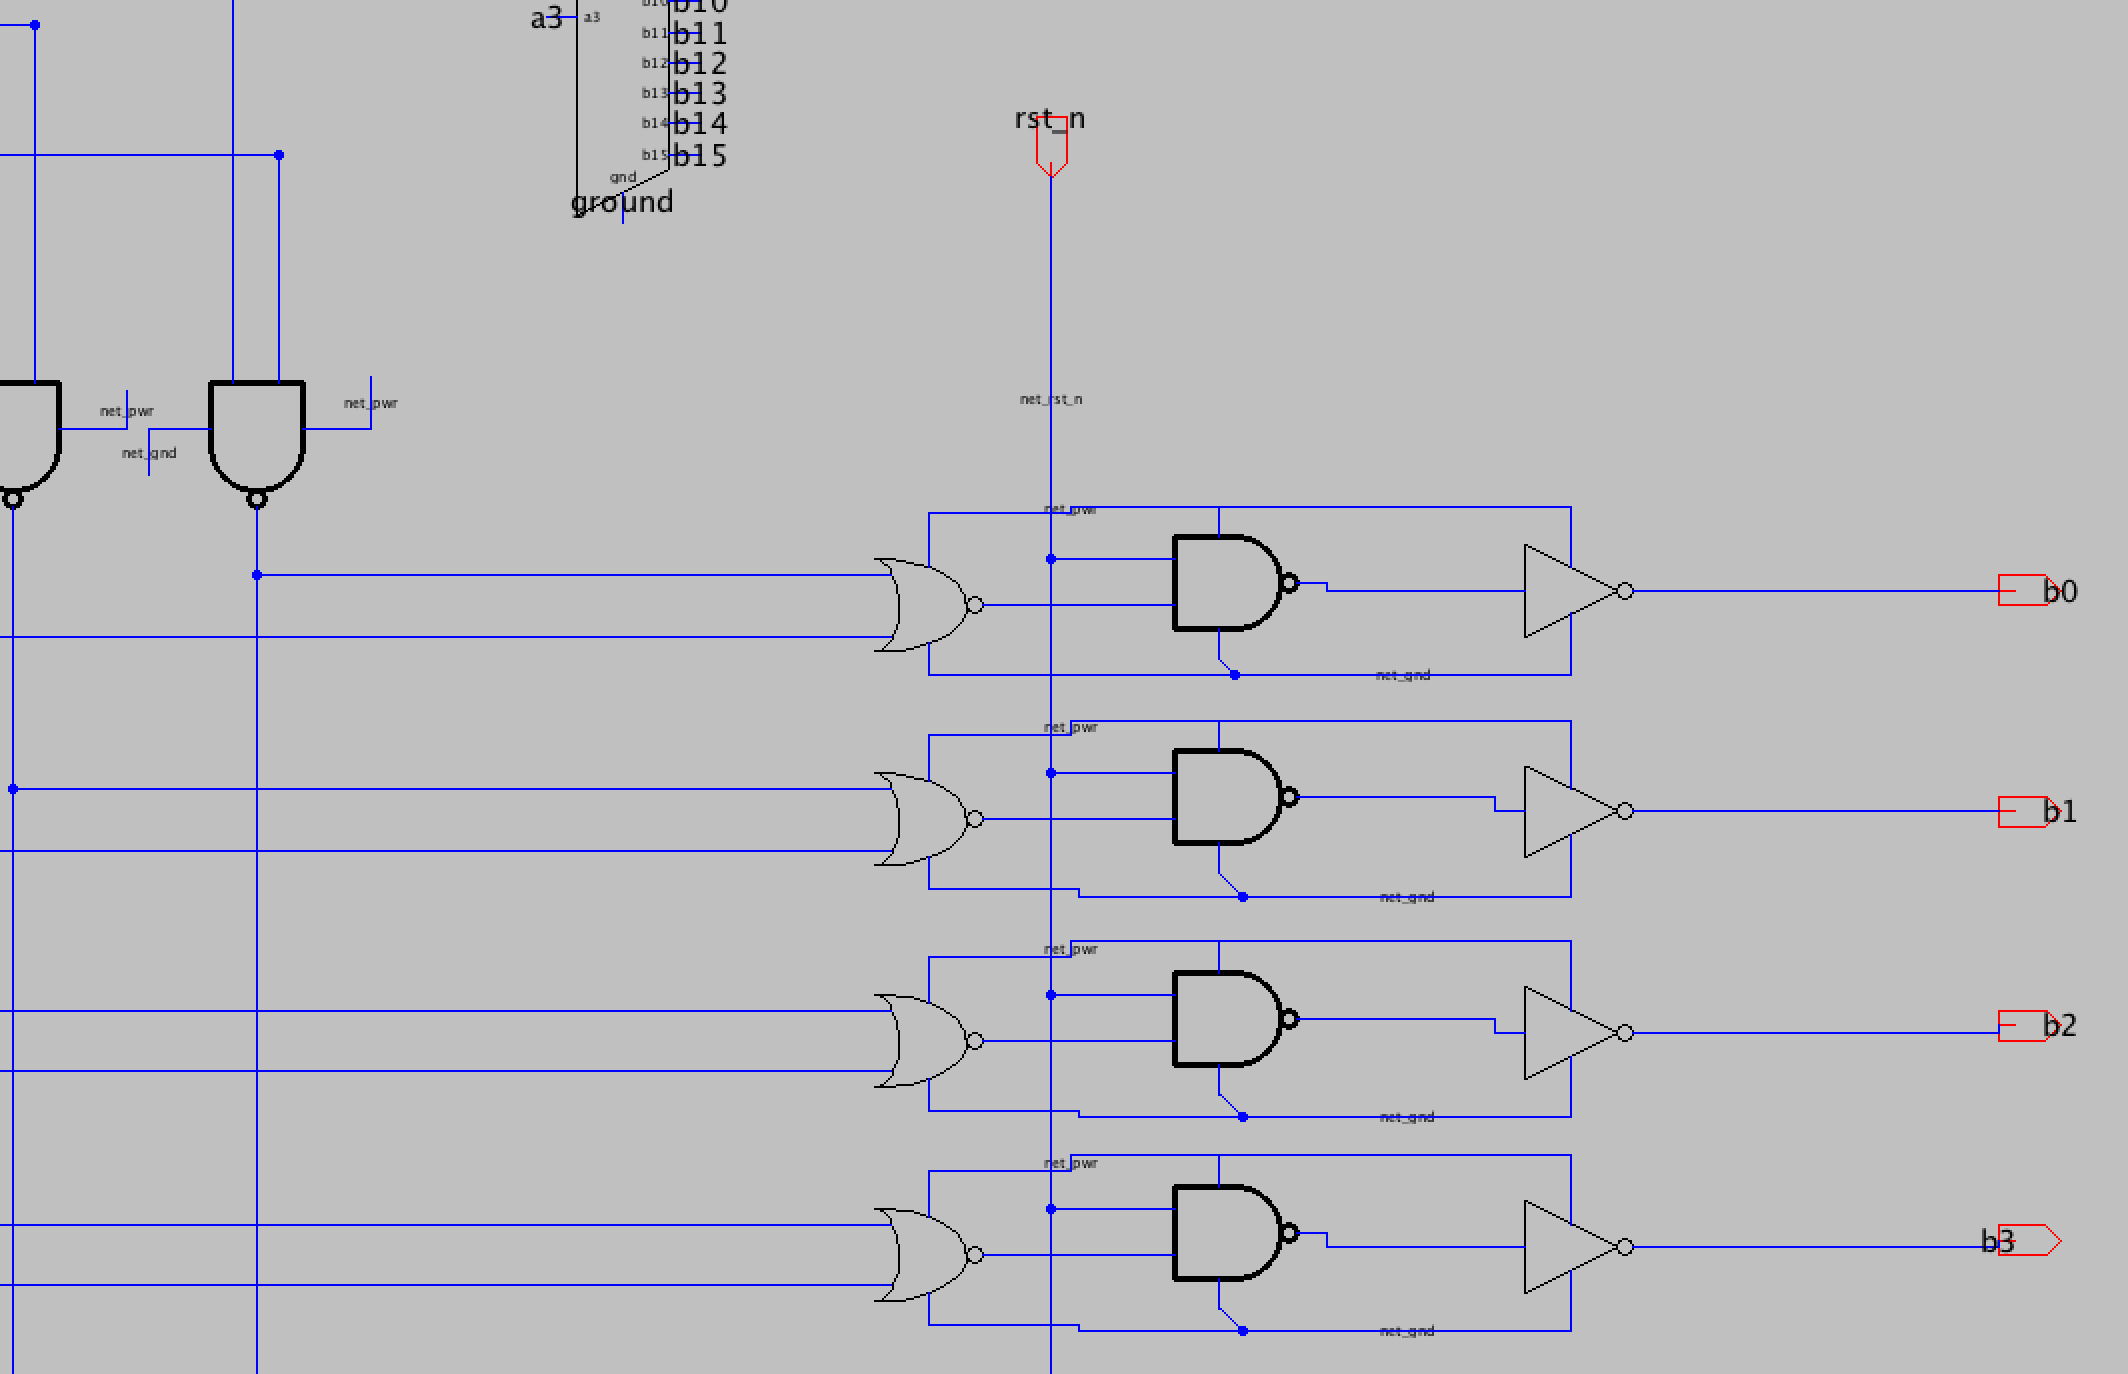 b10 b10
a3 a3
b11 b11
b12 b12
b13 b13
b14 b14
b15 b15
gnd
ground
rst_n
net_rst_n
net_pwr
net_pwr
net_gnd
net_pwr
b0
net_gnd
net_pwr
b1
net_gnd
net_pwr
b2
net_gnd
net_pwr
b3
net_gnd